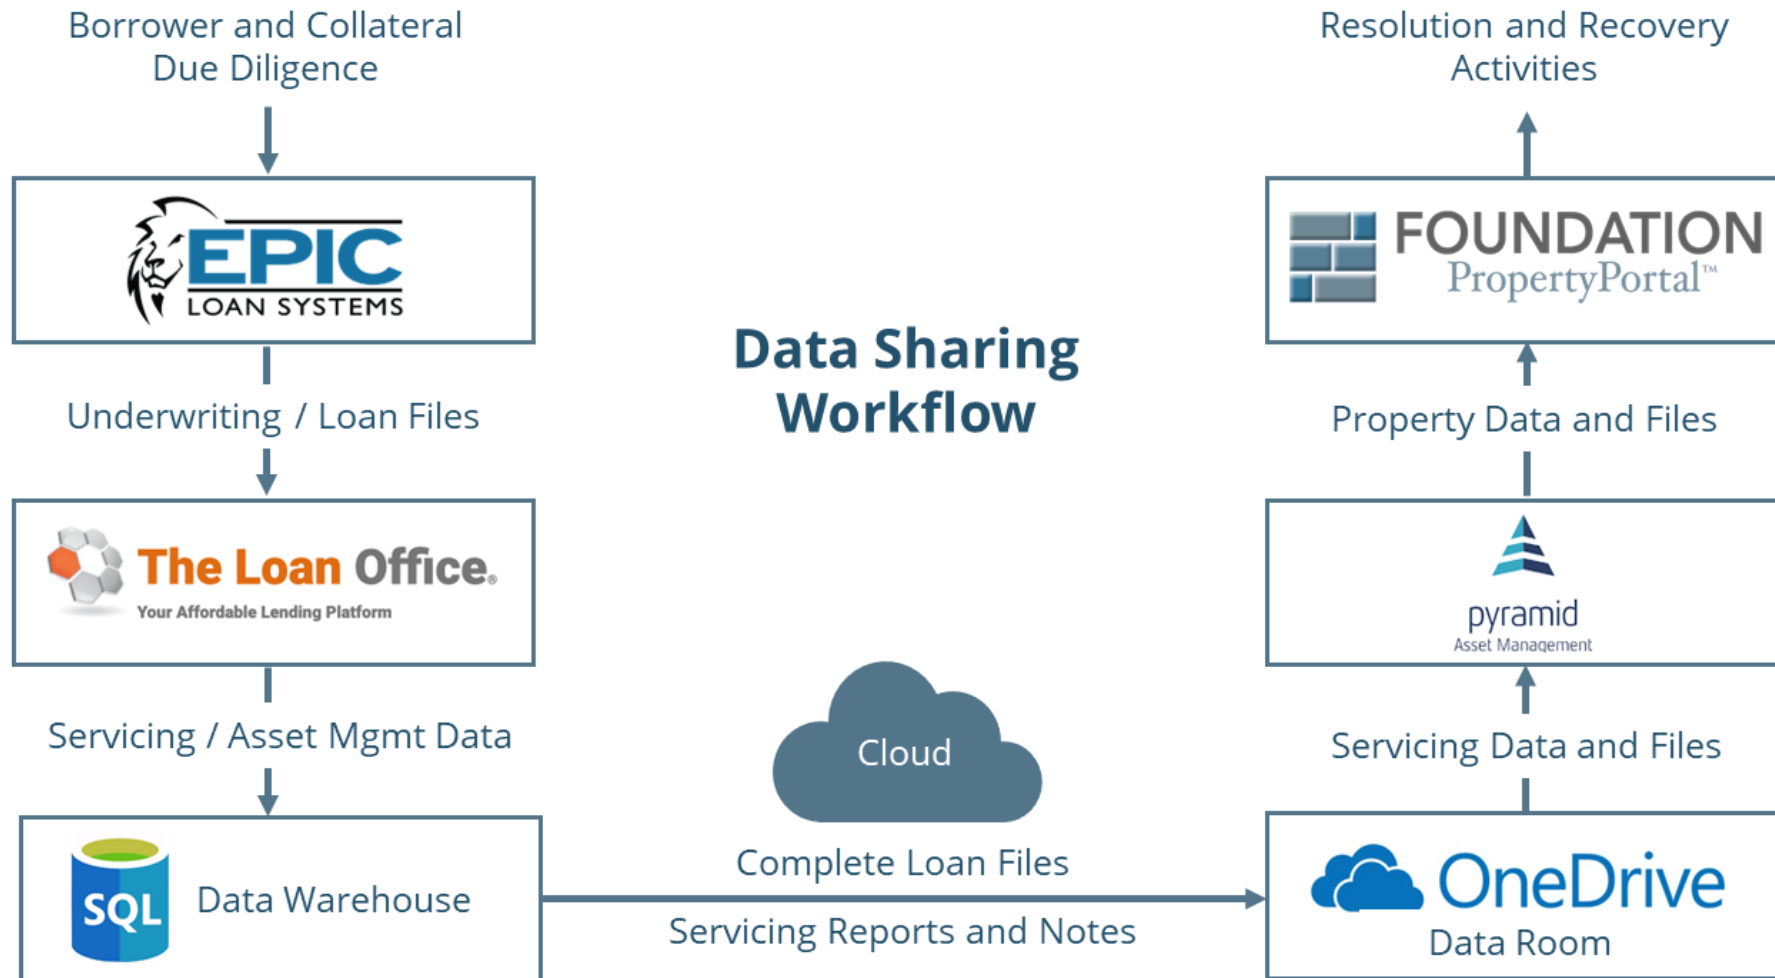 Borrower and Collateral
Due Diligence
EPIC
LOAN SYSTEMS
Underwriting / Loan Files
The Loan Office®
Your Affordable Lending Platform
Servicing / Asset Mgmt Data
SQL
Data Warehouse
Data Sharing
Workflow
Cloud
Complete Loan Files
Servicing Reports and Notes
OneDrive
Data Room
Servicing Data and Files
pyramid
Asset Management
Property Data and Files
FOUNDATION
PropertyPortal™
Resolution and Recovery
Activities